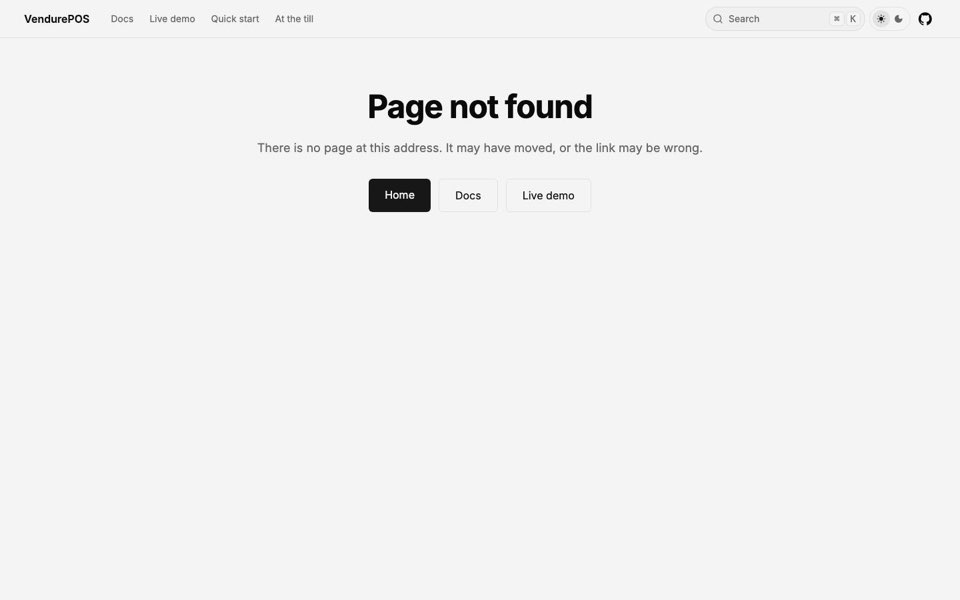 VendurePOS
Docs
Live demo
Quick start
At the till
Search
⌘ K
Page not found
There is no page at this address. It may have moved, or the link may be wrong.
Home
Docs
Live demo